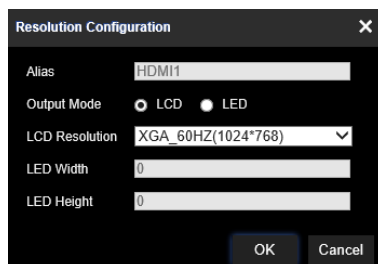 Resolution Configuration
Alias HDMI1
Output Mode LCD LED
LCD Resolution XGA_60HZ(1024*768)
LED Width 0
LED Height 0
OK Cancel